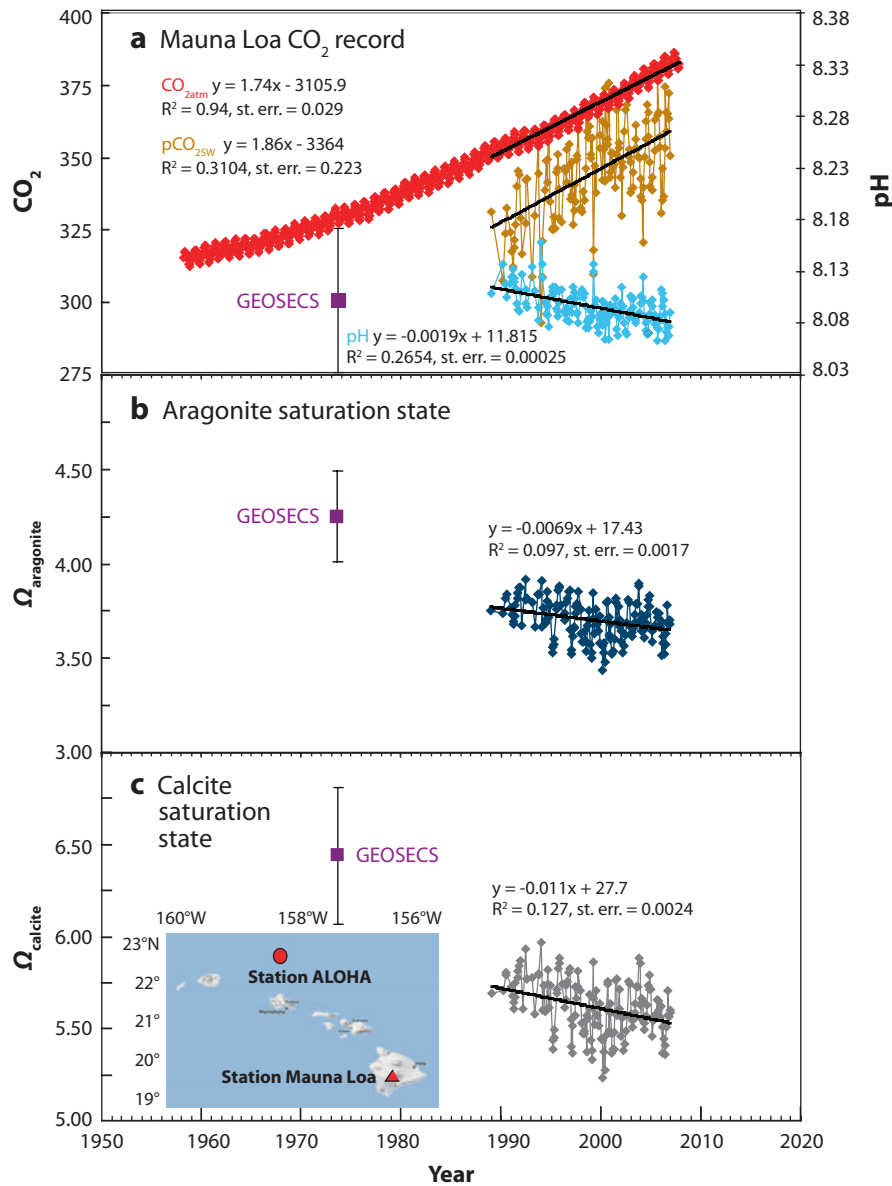 400
375
350
325
300
275
CO2
a Mauna Loa CO2 record
CO2atm y = 1.74x - 3105.9
R2 = 0.94, st. err. = 0.029
pCO2SW y = 1.86x - 3364
R2 = 0.3104, st. err. = 0.223
GEOSECS
pH y = -0.0019x + 11.815
R2 = 0.2654, st. err. = 0.00025
8.38
8.33
8.28
8.23
8.18
8.13
8.08
8.03
pH
b Aragonite saturation state
4.50
4.00
3.50
3.00
Ωaragonite
GEOSECS
y = -0.0069x + 17.43
R2 = 0.097, st. err. = 0.0017
c Calcite
saturation
state
6.50
6.00
5.50
5.00
Ωcalcite
GEOSECS
y = -0.011x + 27.7
R2 = 0.127, st. err. = 0.0024
160°W 158°W 156°W
23°N
22°
21°
20°
19°
Station ALOHA
Station Mauna Loa
1950 1960 1970 1980 1990 2000 2010 2020
Year